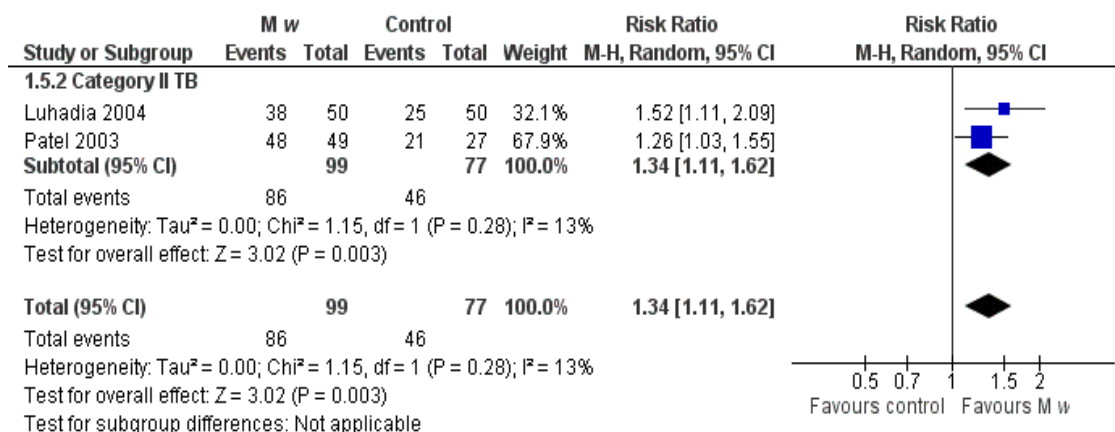 M w Control Risk Ratio Risk Ratio
Study or Subgroup Events Total Events Total Weight M-H, Random, 95% CI M-H, Random, 95% CI
1.5.2 Category II TB
Luhadia 2004 38 50 25 50 32.1% 1.52 [1.11, 2.09]
Patel 2003 48 49 21 27 67.9% 1.26 [1.03, 1.55]
Subtotal (95% CI) 99 77 100.0% 1.34 [1.11, 1.62]
Total events 86 46
Heterogeneity: Tau² = 0.00; Chi² = 1.15, df = 1 (P = 0.28); I² = 13%
Test for overall effect: Z = 3.02 (P = 0.003)
Total (95% CI) 99 77 100.0% 1.34 [1.11, 1.62]
Total events 86 46
Heterogeneity: Tau² = 0.00; Chi² = 1.15, df = 1 (P = 0.28); I² = 13%
Test for overall effect: Z = 3.02 (P = 0.003)
Test for subgroup differences: Not applicable
0.5 0.7 1 1.5 2
Favours control Favours M w